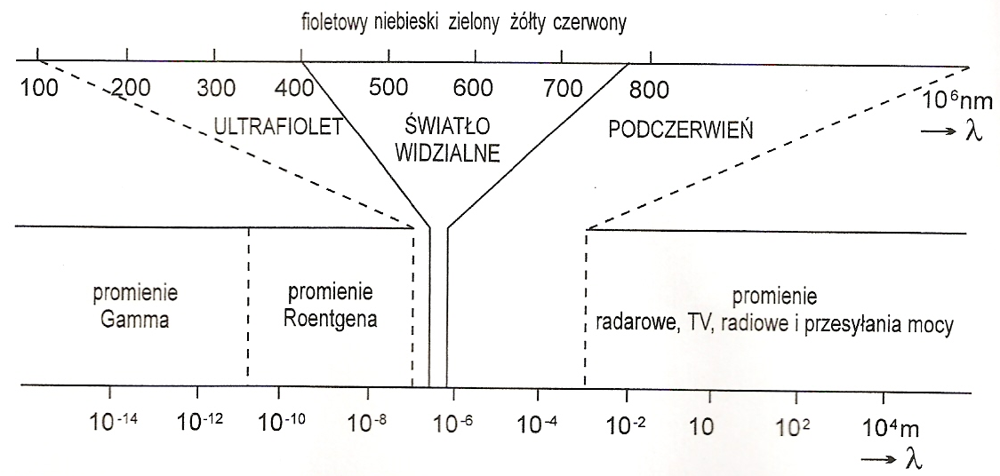 fioletowy niebieski zielony żółty czerwony
100 200 300 400 500 600 700 800
10⁶nm
→ λ
ULTRAFIOLET
ŚWIATŁO
WIDZIALNE
PODCZERWIEŃ
promienie
Gamma
promienie
Roentgena
promienie
radarowe, TV, radiowe i przesyłania mocy
10⁻¹⁴ 10⁻¹² 10⁻¹⁰ 10⁻⁸ 10⁻⁶ 10⁻⁴ 10⁻² 10 10² 10⁴m
→ λ